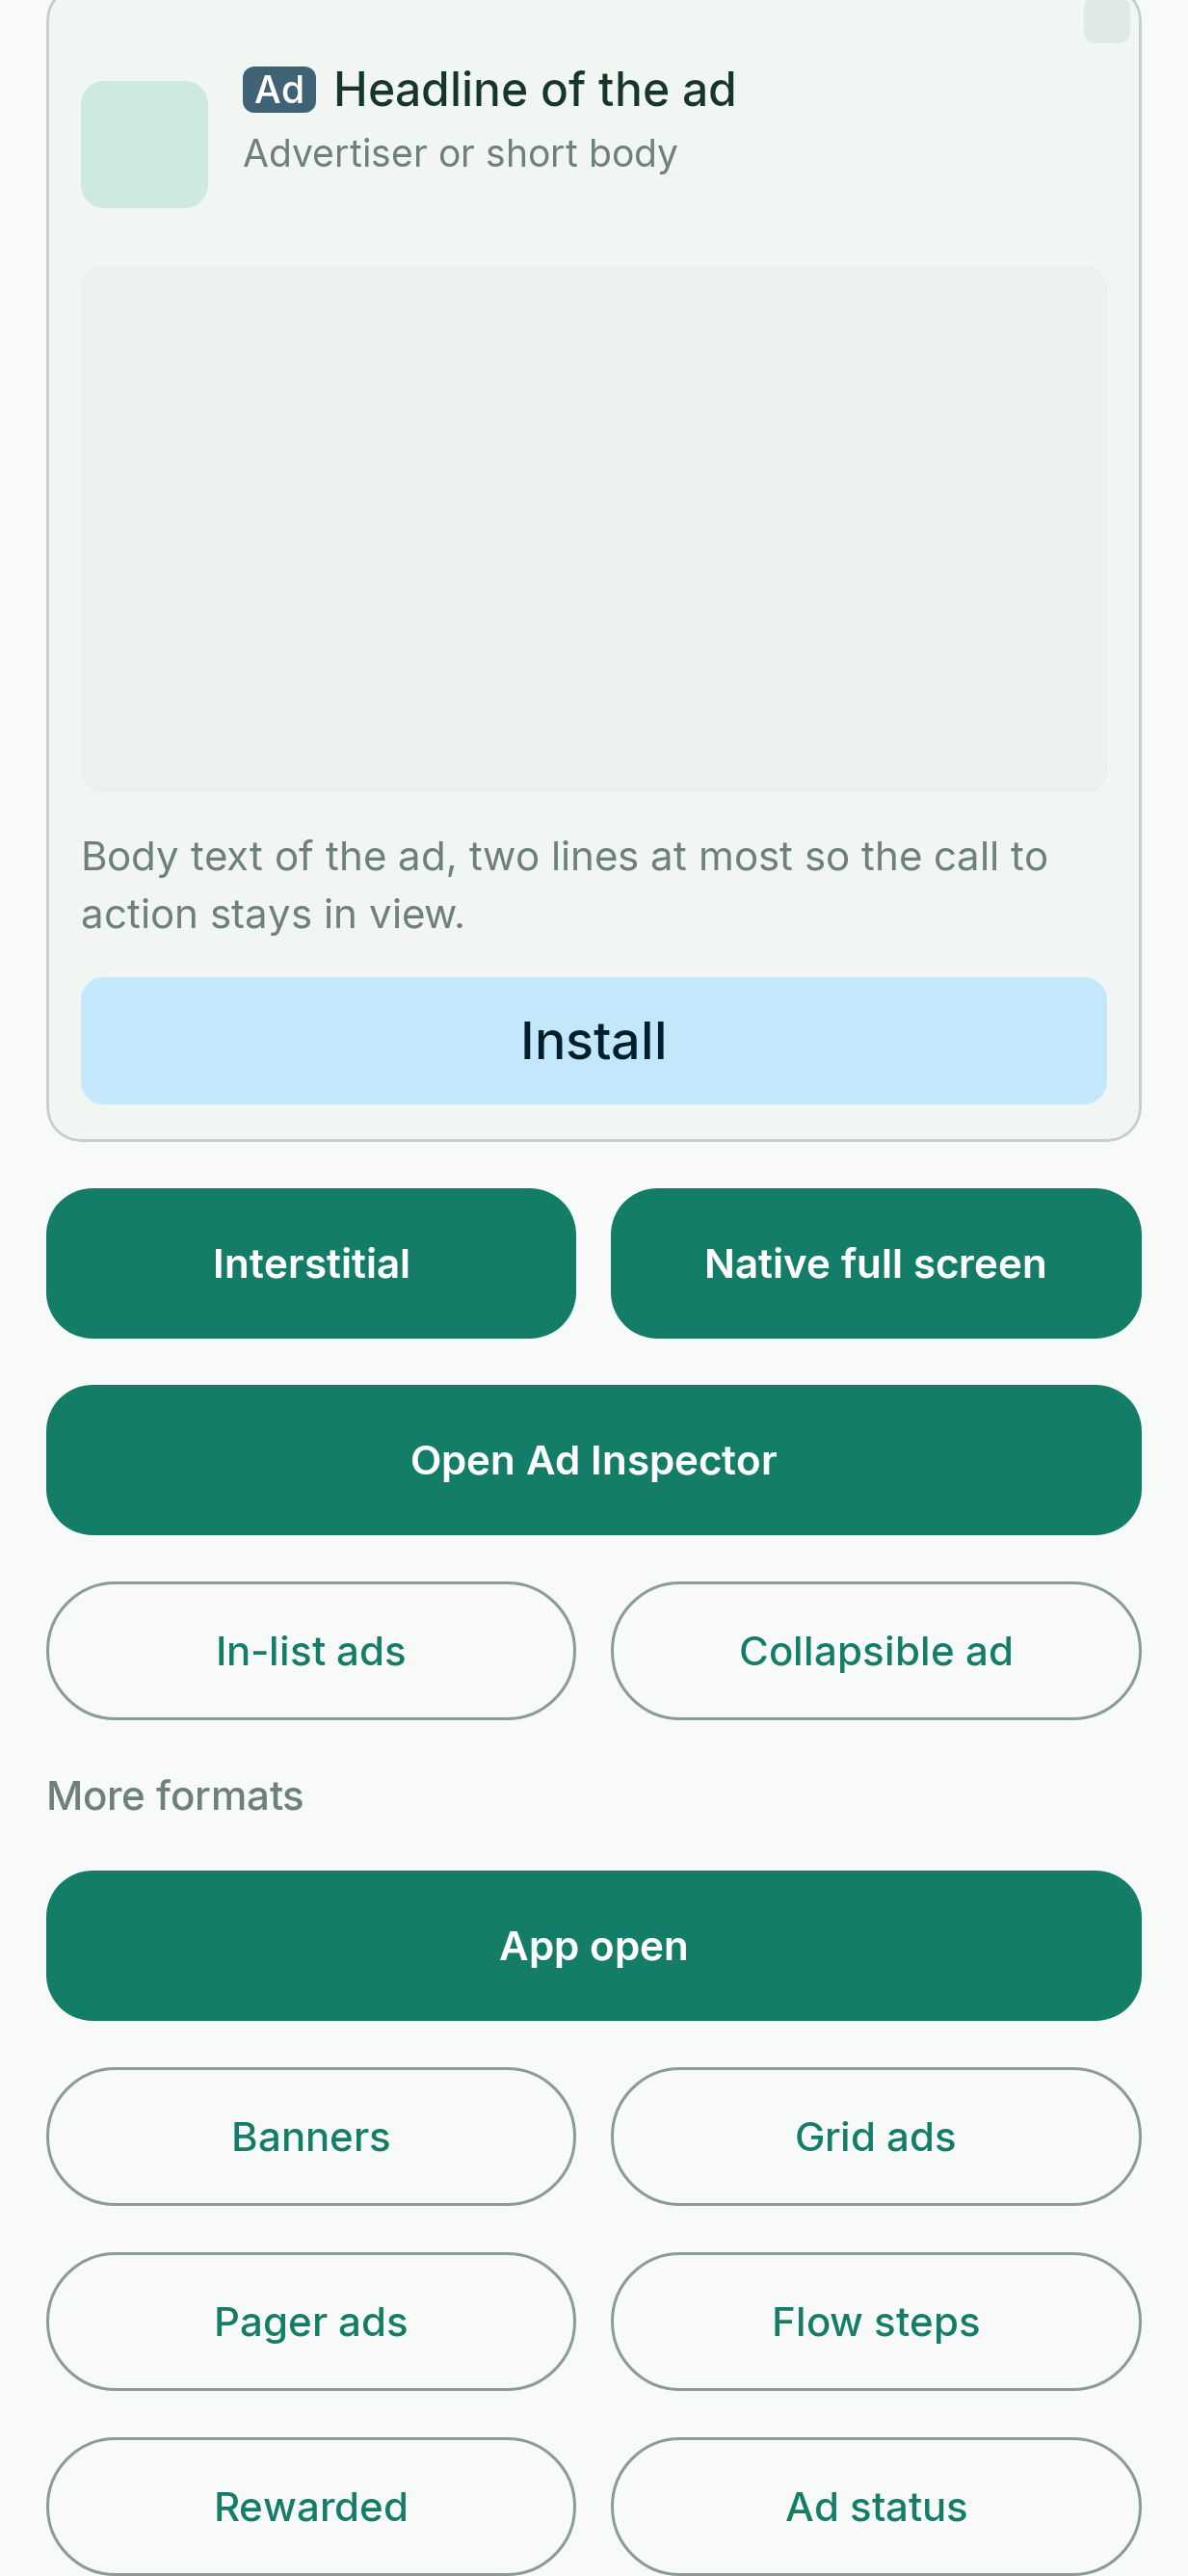 Ad Headline of the ad
Advertiser or short body
Body text of the ad, two lines at most so the call to
action stays in view.
Install
Interstitial
Native full screen
Open Ad Inspector
In-list ads
Collapsible ad
More formats
App open
Banners
Grid ads
Pager ads
Flow steps
Rewarded
Ad status